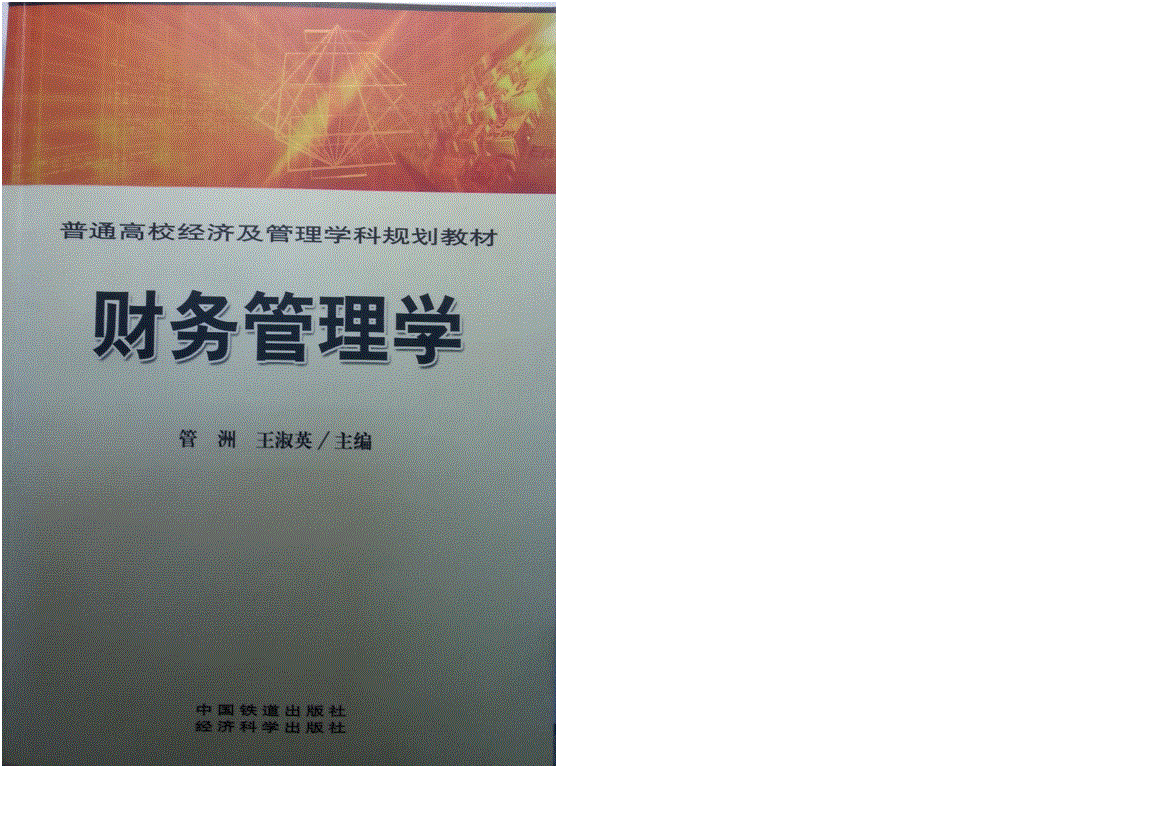 普通高校经济及管理学科规划教材
财务管理学
管 洲 王淑英/主编
中国铁道出版社
经济科学出版社